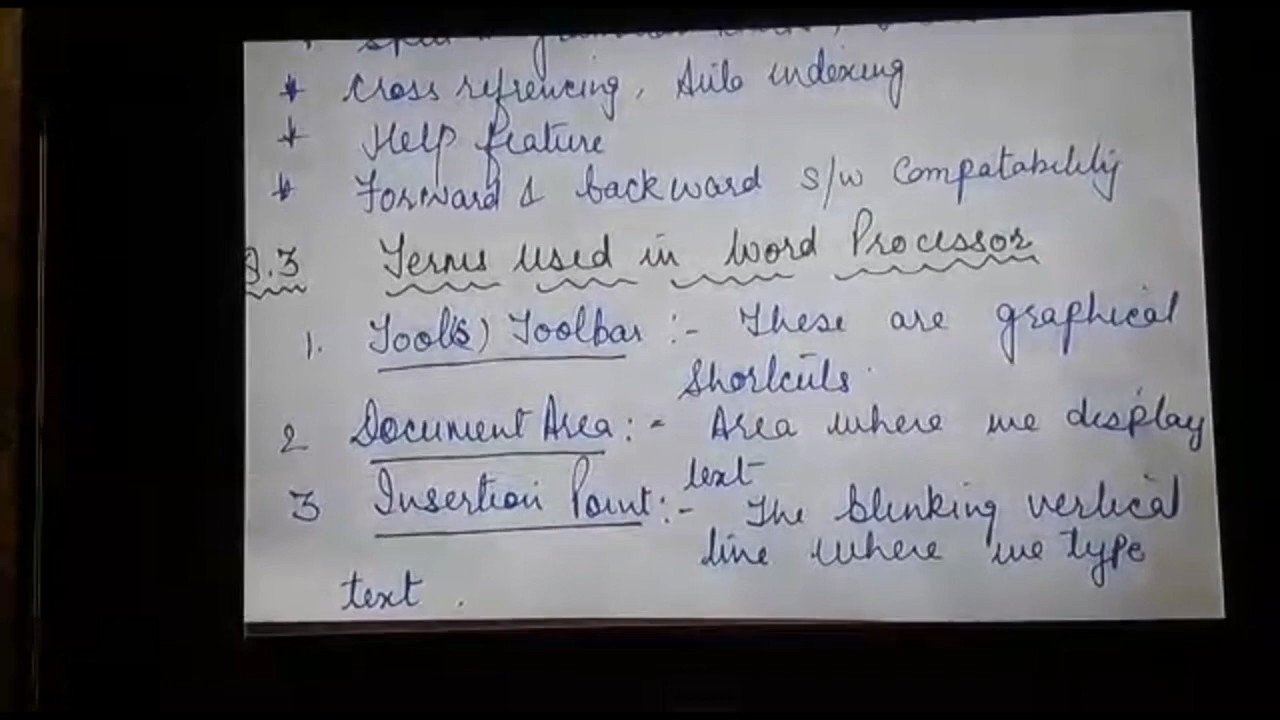 * Cross refrencing, Auto indexing
* Help feature
* Forward & backward s/w Compatability
Q.3 Terms used in Word Processor
1. Tool(s) Toolbar :- These are graphical
Shortcuts.
2 Document Area :- Area where we display
text
3 Insertion Point :- The blinking vertical
line where we type
text .